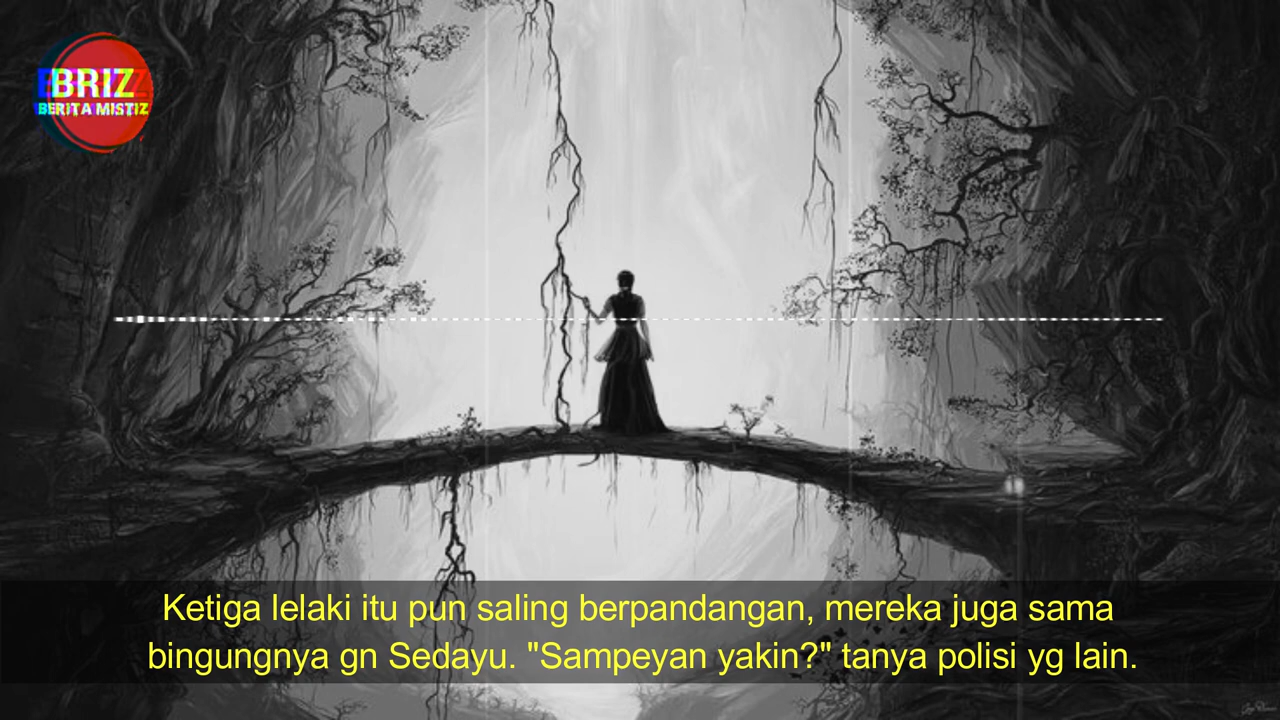 BRIZ
BERITA MISTIZ
Ketiga lelaki itu pun saling berpandangan, mereka juga sama
bingungnya gn Sedayu. "Sampeyan yakin?" tanya polisi yg lain.